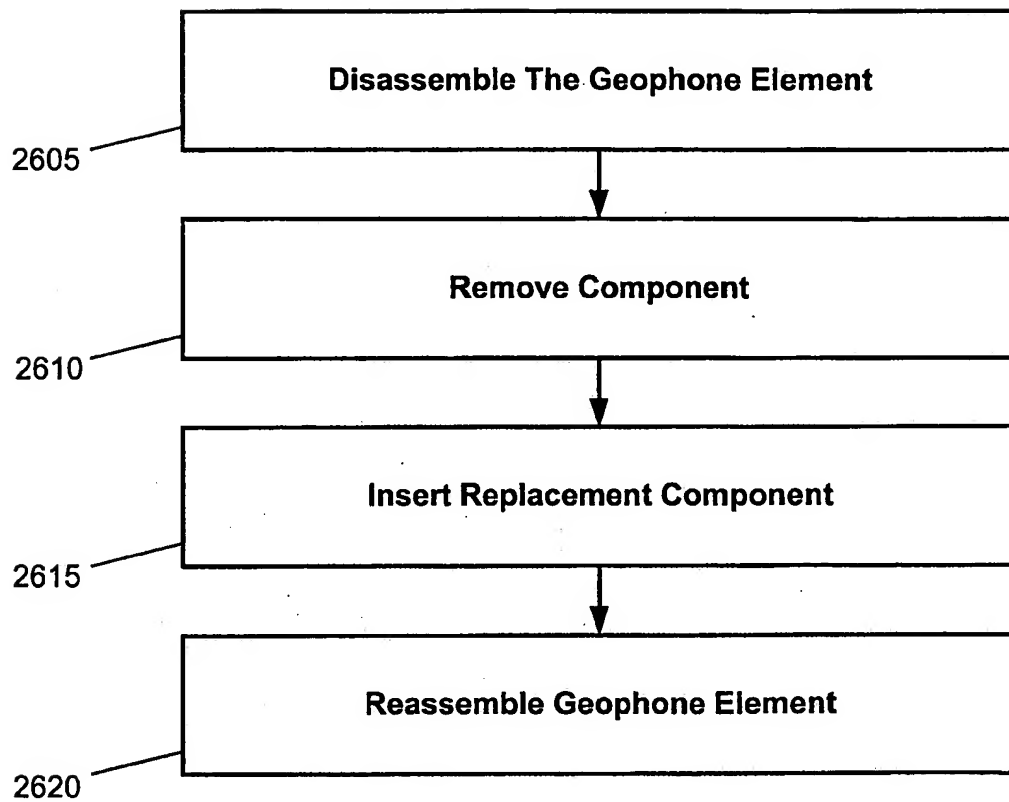 Disassemble The Geophone Element
2605
Remove Component
2610
Insert Replacement Component
2615
Reassemble Geophone Element
2620